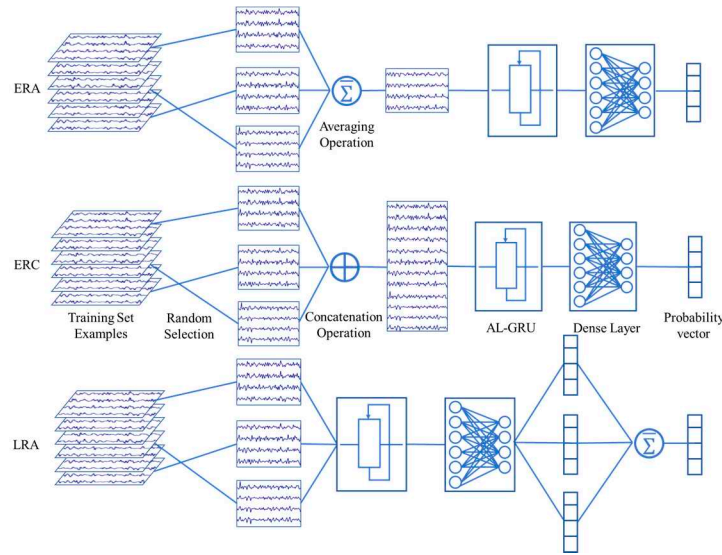 ERA
Σ
Averaging
Operation
ERC
Training Set
Examples
Random
Selection
Concatenation
Operation
AL-GRU
Dense Layer
Probability
vector
LRA
Σ